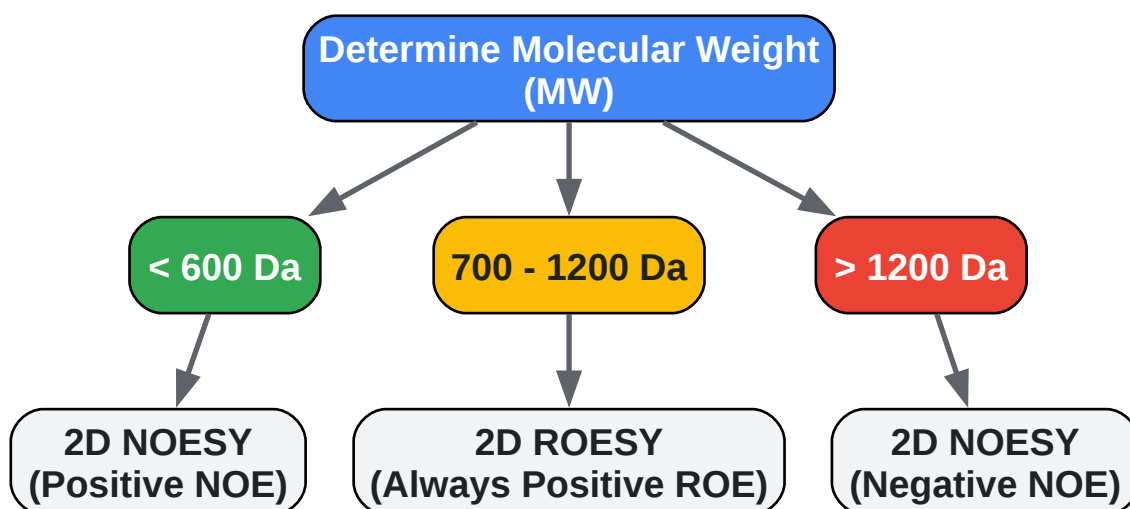 Determine Molecular Weight
(MW)
< 600 Da
700 - 1200 Da
> 1200 Da
2D NOESY
(Positive NOE)
2D ROESY
(Always Positive ROE)
2D NOESY
(Negative NOE)